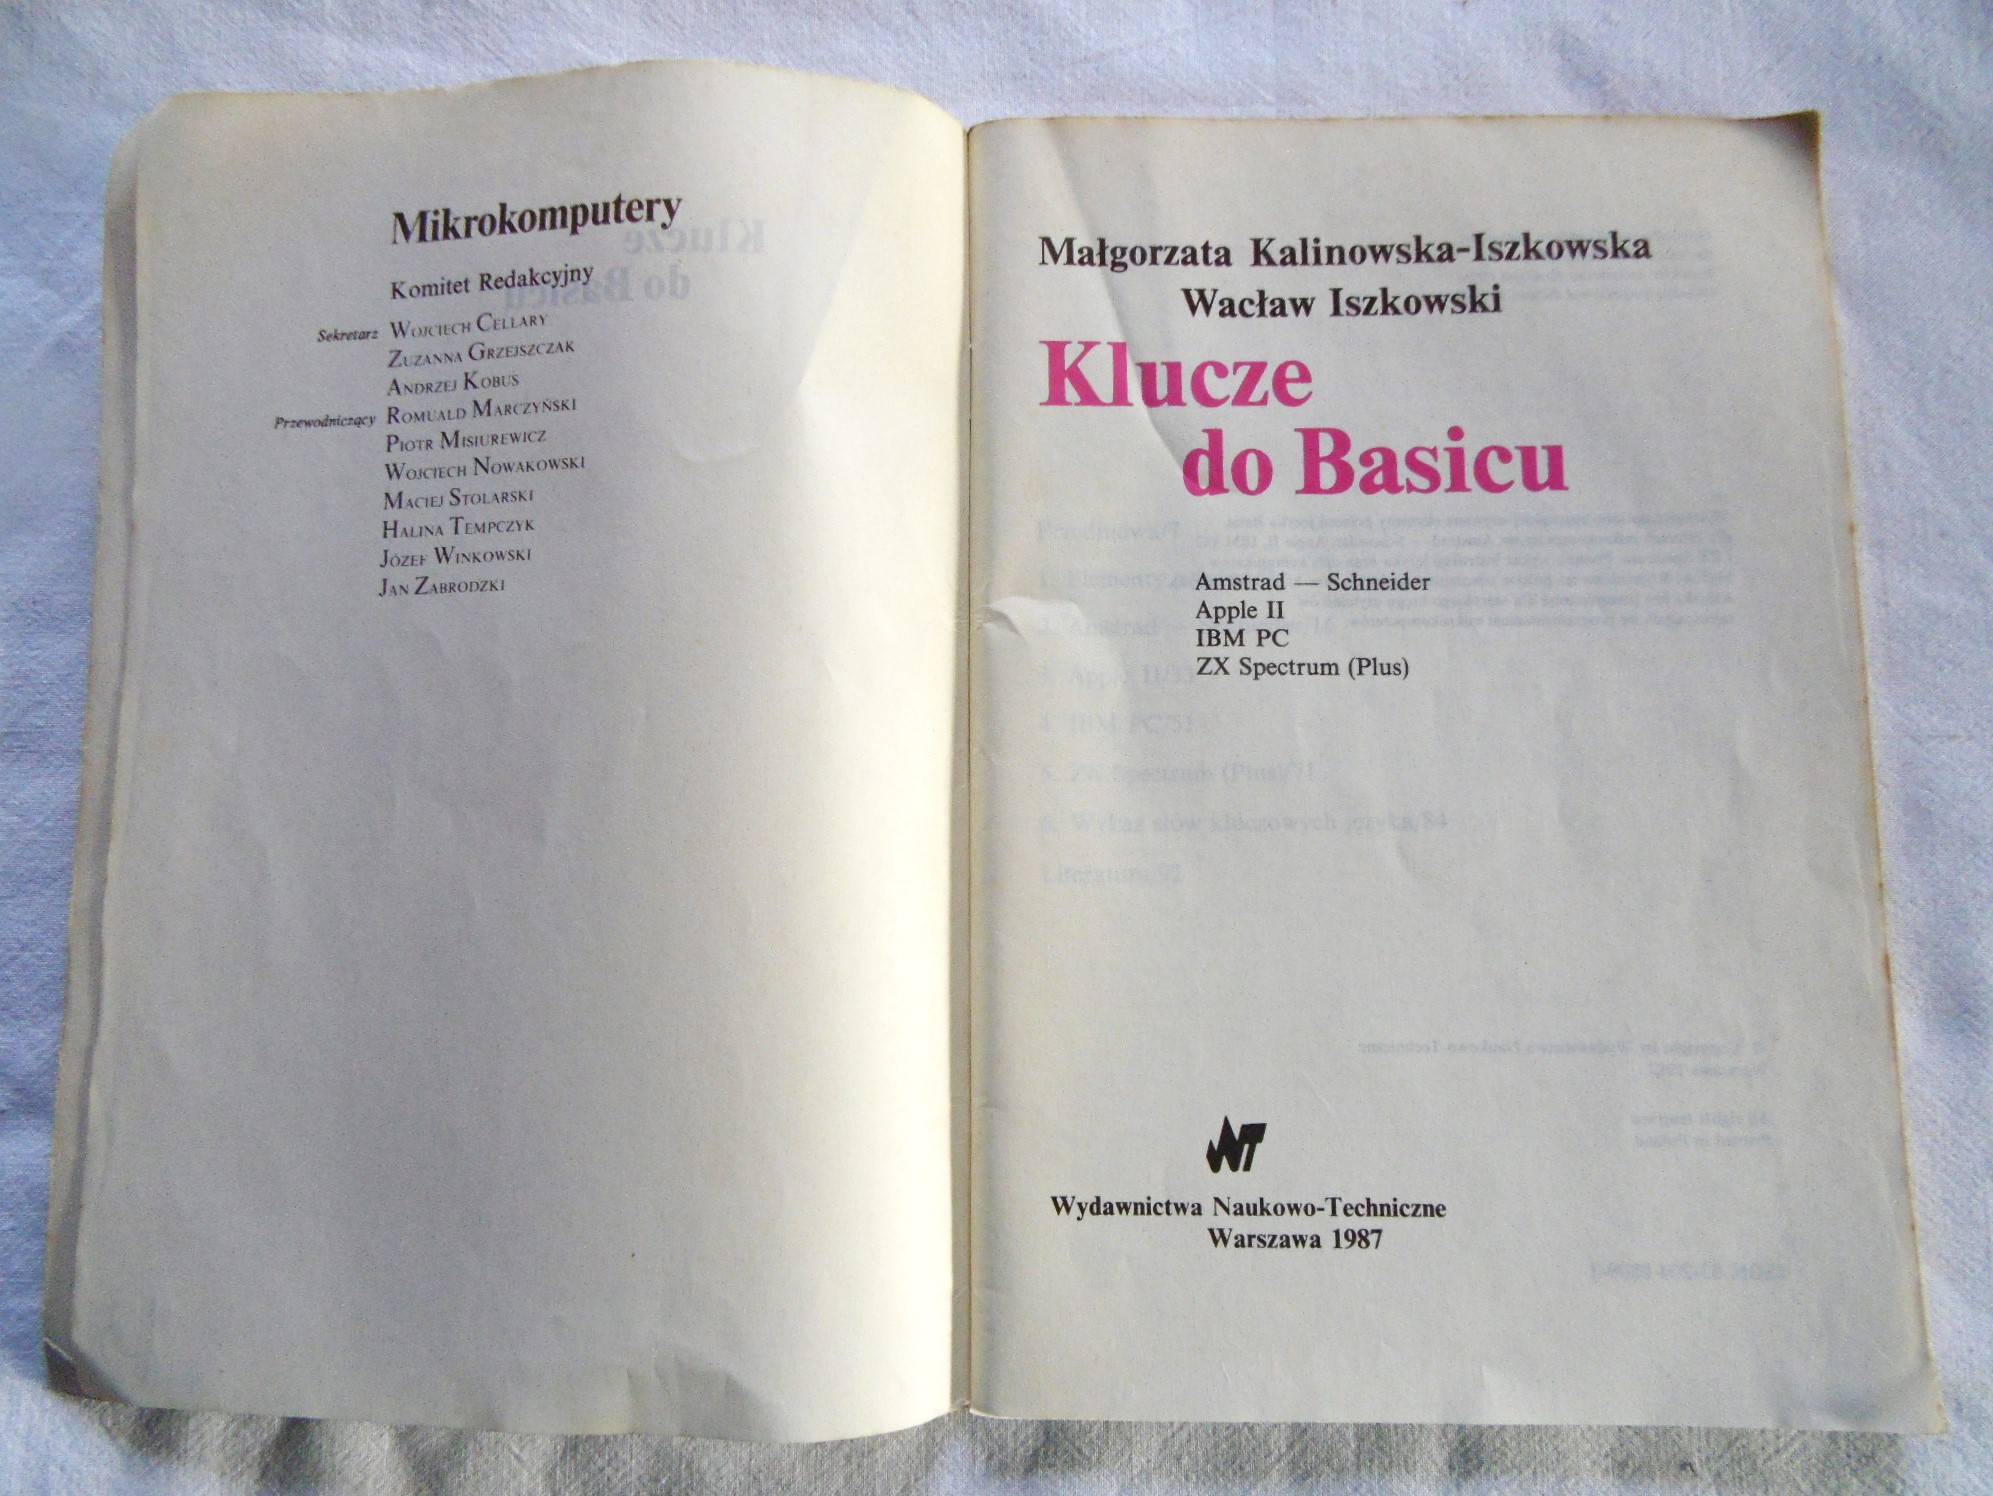 Mikrokomputery
Komitet Redakcyjny
Sekretarz WOJCIECH CELLARY
ZUZANNA GRZEJSZCZAK
ANDRZEJ KOBUS
Przewodniczący ROMUALD MARCZYŃSKI
PIOTR MISIUREWICZ
WOJCIECH NOWAKOWSKI
MACIEJ STOLARSKI
HALINA TEMPCZYK
JÓZEF WINKOWSKI
JAN ZABRODZKI
Małgorzata Kalinowska-Iszkowska
Wacław Iszkowski
Klucze
do Basicu
Amstrad — Schneider
Apple II
IBM PC
ZX Spectrum (Plus)
WNT
Wydawnictwa Naukowo-Techniczne
Warszawa 1987